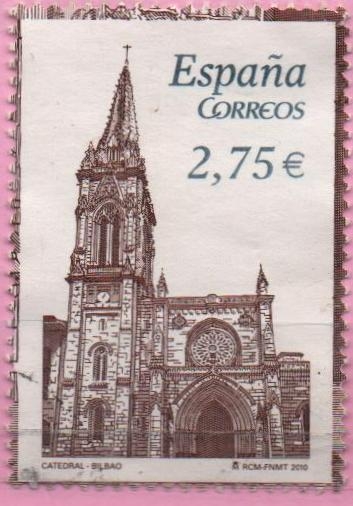 España
CORREOS
2,75 €
CATEDRAL - BILBAO
RCM-FNMT 2010